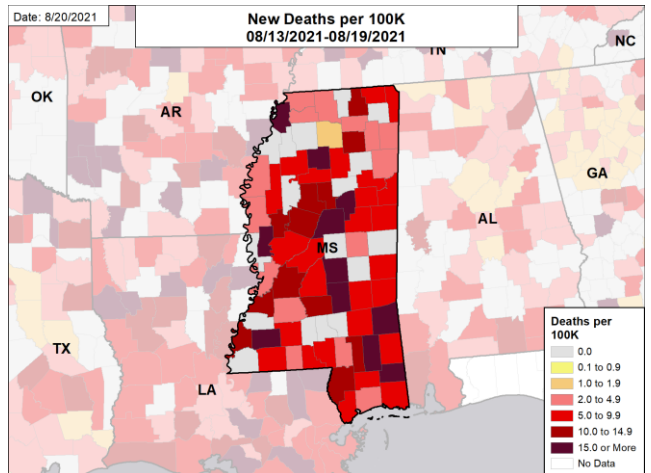 Date: 8/20/2021
New Deaths per 100K
08/13/2021-08/19/2021
TN
NC
OK
AR
GA
AL
MS
TX
LA
Deaths per
100K
0.0
0.1 to 0.9
1.0 to 1.9
2.0 to 4.9
5.0 to 9.9
10.0 to 14.9
15.0 or More
No Data